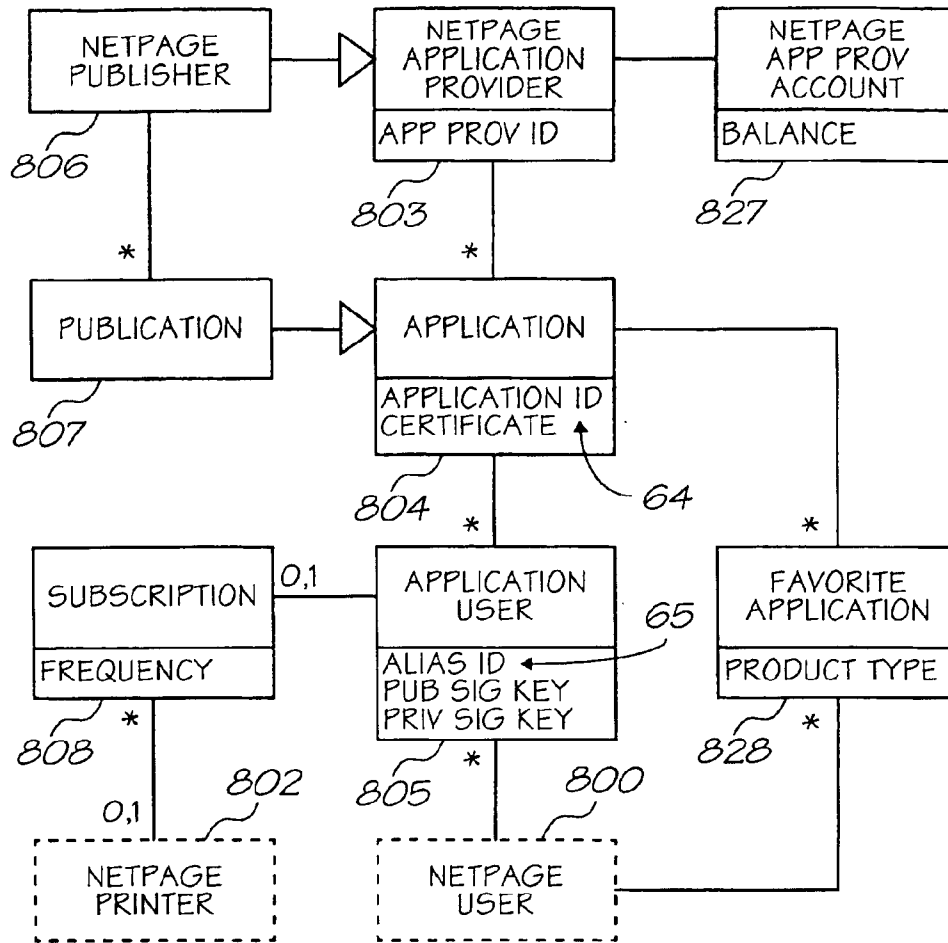 NETPAGE
PUBLISHER
NETPAGE
APPLICATION
PROVIDER
APP PROV ID
NETPAGE
APP PROV
ACCOUNT
BALANCE
806
803
827
*
*
PUBLICATION
APPLICATION
APPLICATION ID
CERTIFICATE
807
804
64
*
*
SUBSCRIPTION
FREQUENCY
0,1
APPLICATION
USER
65
ALIAS ID
PUB SIG KEY
PRIV SIG KEY
FAVORITE
APPLICATION
PRODUCT TYPE
808
*
805
*
828
*
802
800
0,1
NETPAGE
PRINTER
NETPAGE
USER